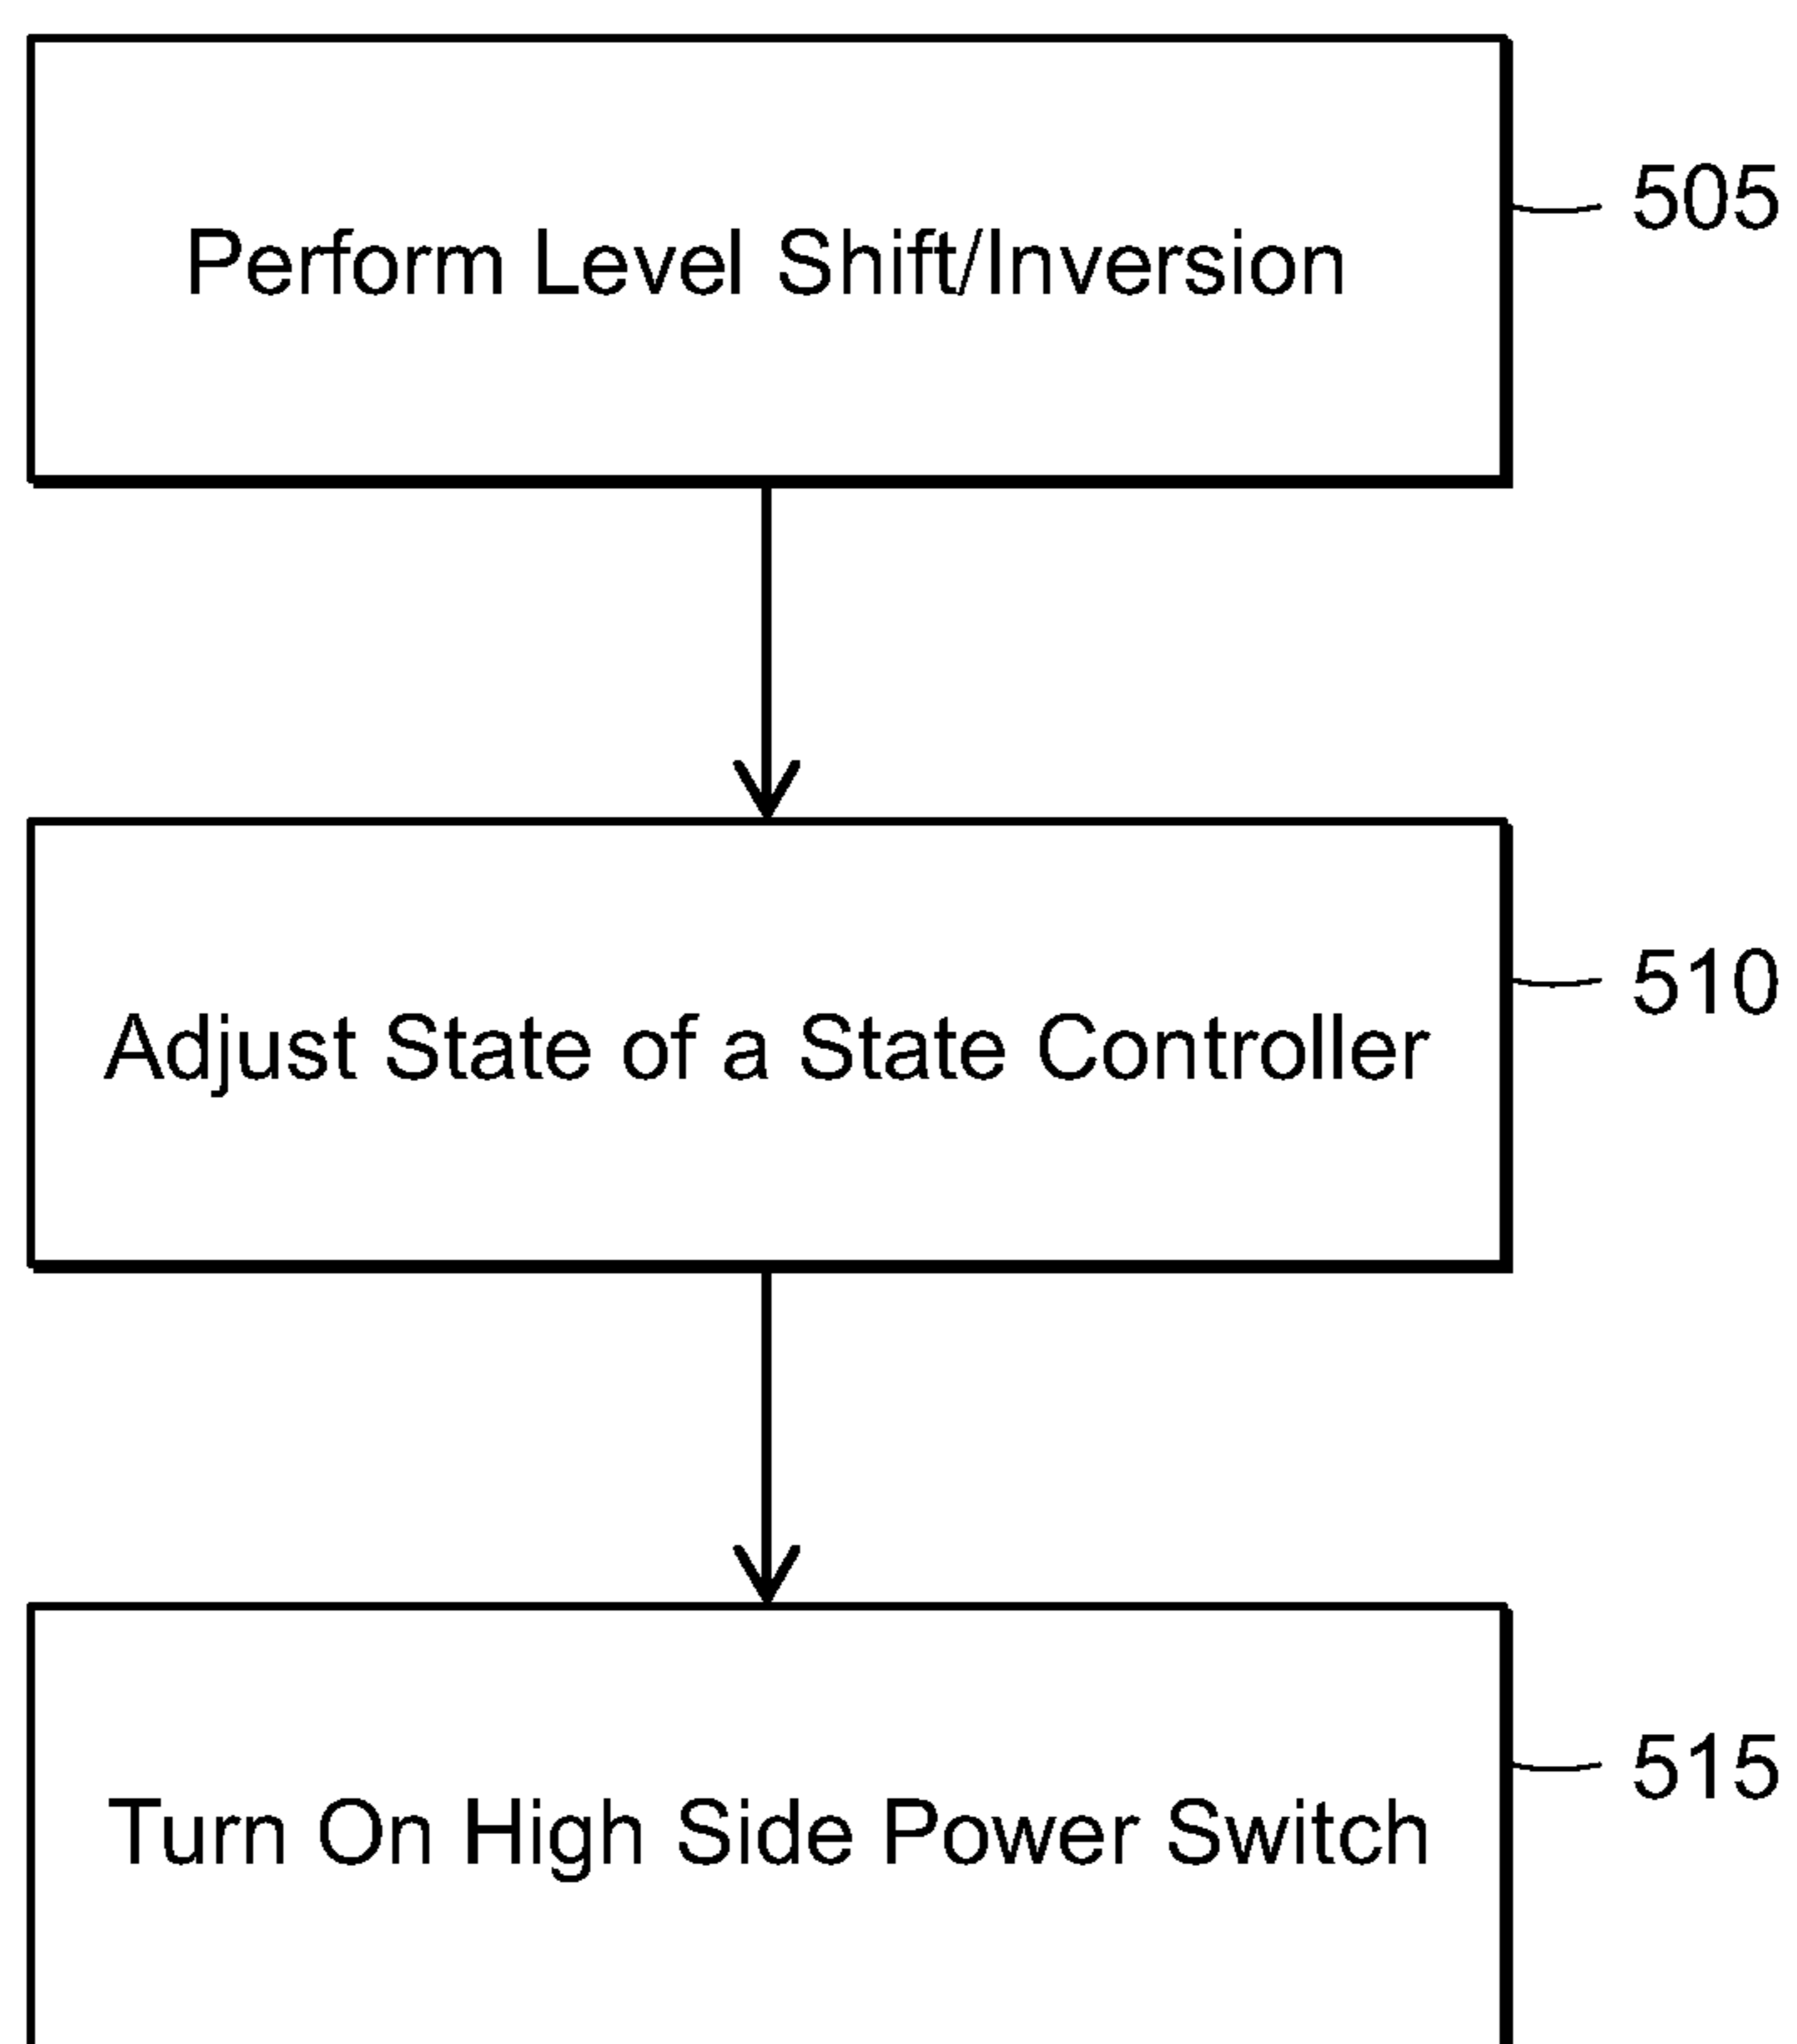 Perform Level Shift/Inversion
505
Adjust State of a State Controller
510
Turn On High Side Power Switch
515